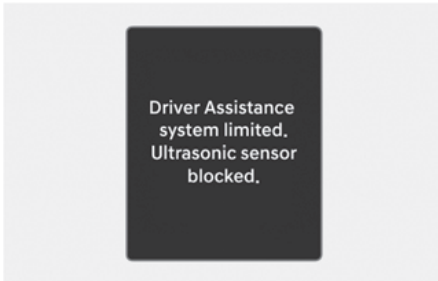 Driver Assistance
system limited.
Ultrasonic sensor
blocked.